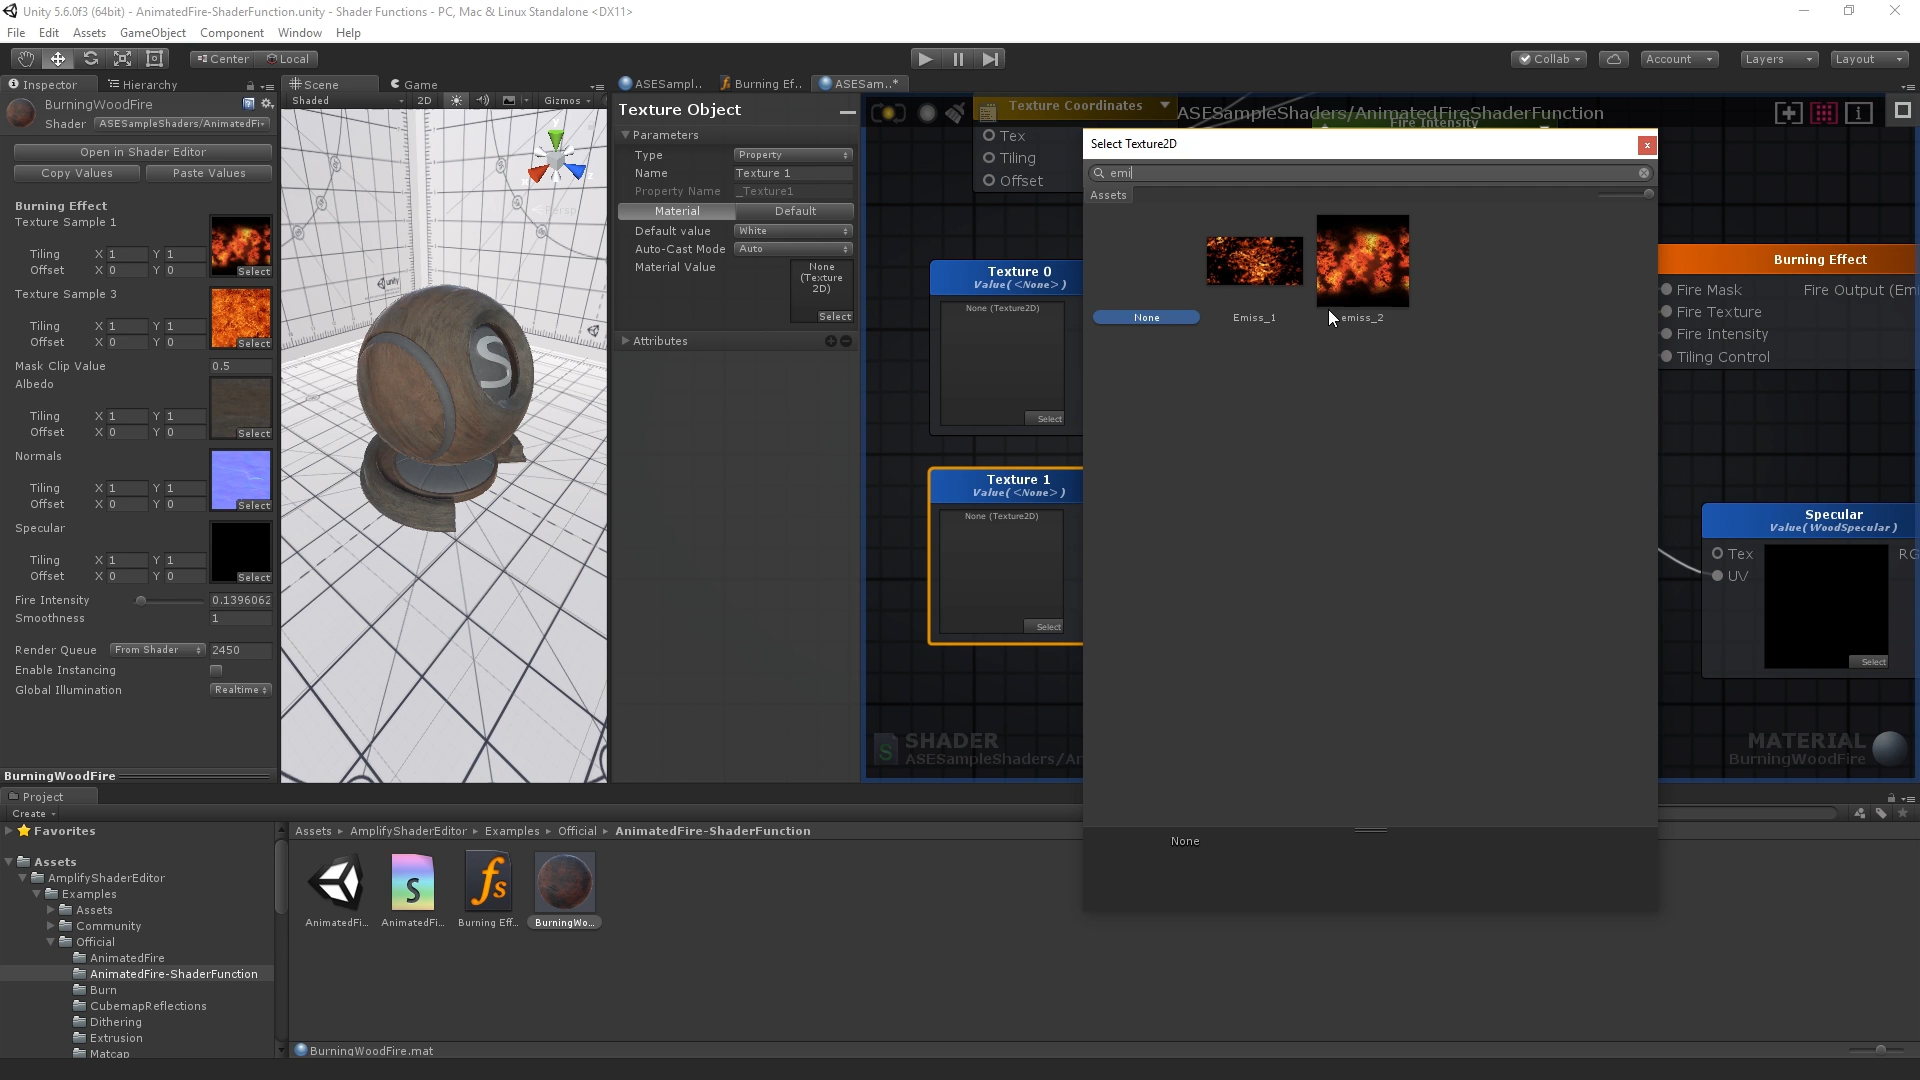 Unity 5.6.0f3 (64bit) - AnimatedFire-ShaderFunction.unity - Shader Functions - PC, Mac & Linux Standalone <DX11>
File Edit Assets GameObject Component Window Help
Center Local
Collab Account Layers Layout
Inspector Hierarchy
Scene Game
ASESampl.. Burning Ef.. ASESam..*
BurningWoodFire
Shader ASESampleShaders/AnimatedFi
Open in Shader Editor
Copy Values Paste Values
Burning Effect
Texture Sample 1
Tiling X 1 Y 1
Offset X 0 Y 0
Select
Texture Sample 3
Tiling X 1 Y 1
Offset X 0 Y 0
Select
Mask Clip Value 0.5
Albedo
Tiling X 1 Y 1
Offset X 0 Y 0
Select
Normals
Tiling X 1 Y 1
Offset X 0 Y 0
Select
Specular
Tiling X 1 Y 1
Offset X 0 Y 0
Select
Fire Intensity 0.1396062
Smoothness 1
Render Queue From Shader 2450
Enable Instancing
Global Illumination Realtime
BurningWoodFire
Shaded 2D Gizmos
y
x
z
Persp
unity
S
Texture Object
Parameters
Type Property
Name Texture 1
Property Name _Texture1
Material Default
Default value White
Auto-Cast Mode Auto
Material Value
None
(Texture
2D)
Select
Attributes
Texture Coordinates
ASESampleShaders/AnimatedFireShaderFunction
Fire Intensity
Tex
Tiling
Offset
Texture 0
Value( <None> )
None (Texture2D)
Select
Texture 1
Value( <None> )
None (Texture2D)
Select
SHADER
ASESampleShaders/An
Select Texture2D
x
emi
Assets
None Emiss_1 emiss_2
None
Burning Effect
Fire Mask Fire Output (Emi
Fire Texture
Fire Intensity
Tiling Control
Specular
Value( WoodSpecular )
Tex RG
UV
Select
MATERIAL
BurningWoodFire
Project
Create
Favorites
Assets
AmplifyShaderEditor
Examples
Assets
Community
Official
AnimatedFire
AnimatedFire-ShaderFunction
Burn
CubemapReflections
Dithering
Extrusion
Matcap
Assets AmplifyShaderEditor Examples Official AnimatedFire-ShaderFunction
AnimatedFi... AnimatedFi... Burning Eff... BurningWo...
BurningWoodFire.mat